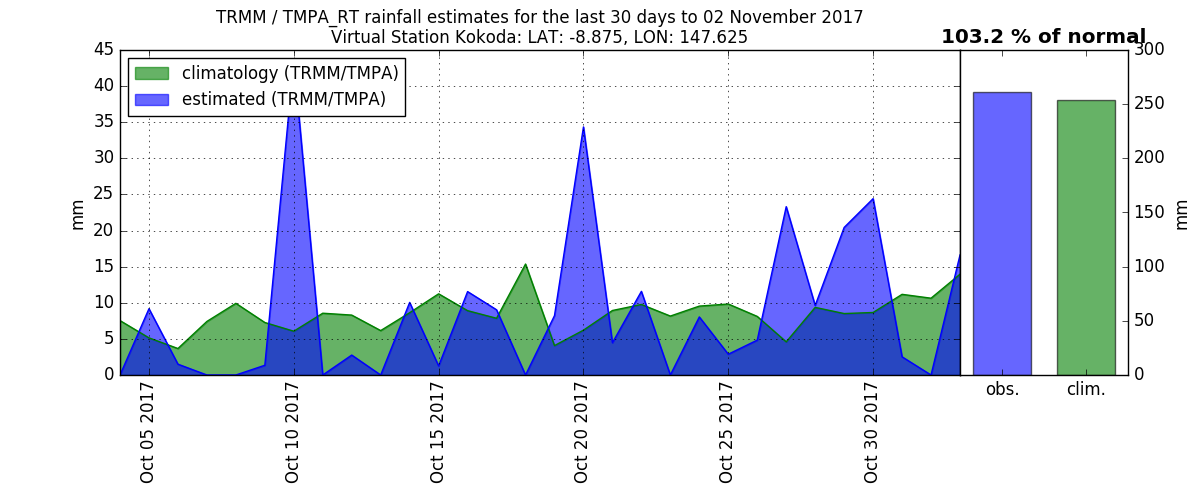 TRMM / TMPA_RT rainfall estimates for the last 30 days to 02 November 2017
Virtual Station Kokoda: LAT: -8.875, LON: 147.625
103.2 % of normal
climatology (TRMM/TMPA)
estimated (TRMM/TMPA)
45
40
35
30
25
20
15
10
5
0
mm
Oct 05 2017
Oct 10 2017
Oct 15 2017
Oct 20 2017
Oct 25 2017
Oct 30 2017
300
250
200
150
100
50
0
mm
obs.
clim.